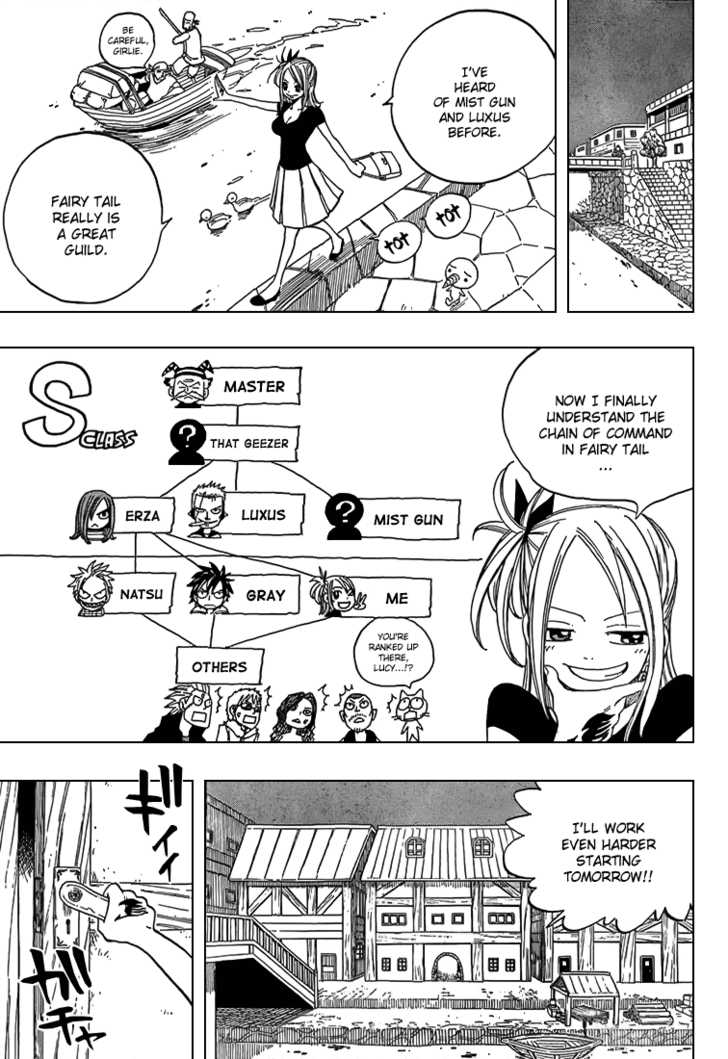 I'VE
HEARD
OF MIST GUN
AND LUXUS
BEFORE.
BE
CAREFUL,
GIRLIE.
tot
tot
FAIRY TAIL
REALLY IS
A GREAT
GUILD.
NOW I FINALLY
UNDERSTAND THE
CHAIN OF COMMAND
IN FAIRY TAIL
...
S CLASS
MASTER
?
THAT GEEZER
ERZA
LUXUS
?
MIST GUN
NATSU
GRAY
ME
OTHERS
YOU'RE
RANKED UP
THERE,
LUCY...!?
I'LL WORK
EVEN HARDER
STARTING
TOMORROW!!
ギィィ
ガチャ